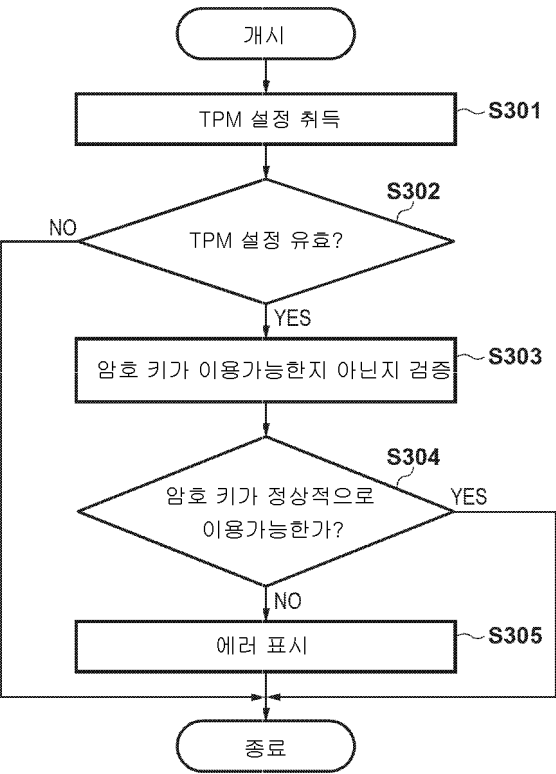 개시
TPM 설정 취득
S301
S302
TPM 설정 유효?
NO
YES
암호 키가 이용가능한지 아닌지 검증
S303
S304
암호 키가 정상적으로
이용가능한가?
YES
NO
에러 표시
S305
종료